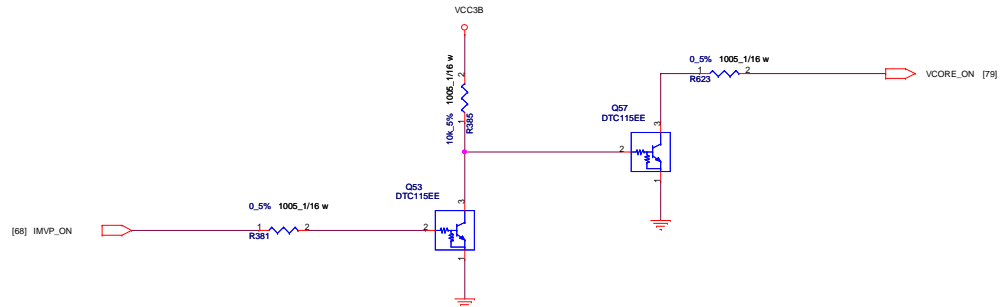 VCC3B
0_5% 1005_1/16 w
1 2
R623
VCORE_ON [79]
2
10k_5% 1005_1/16 w
R385
1
Q57
DTC115EE
3
2
1
Q53
DTC115EE
3
2
1
0_5% 1005_1/16 w
[68] IMVP_ON
1 2
R381